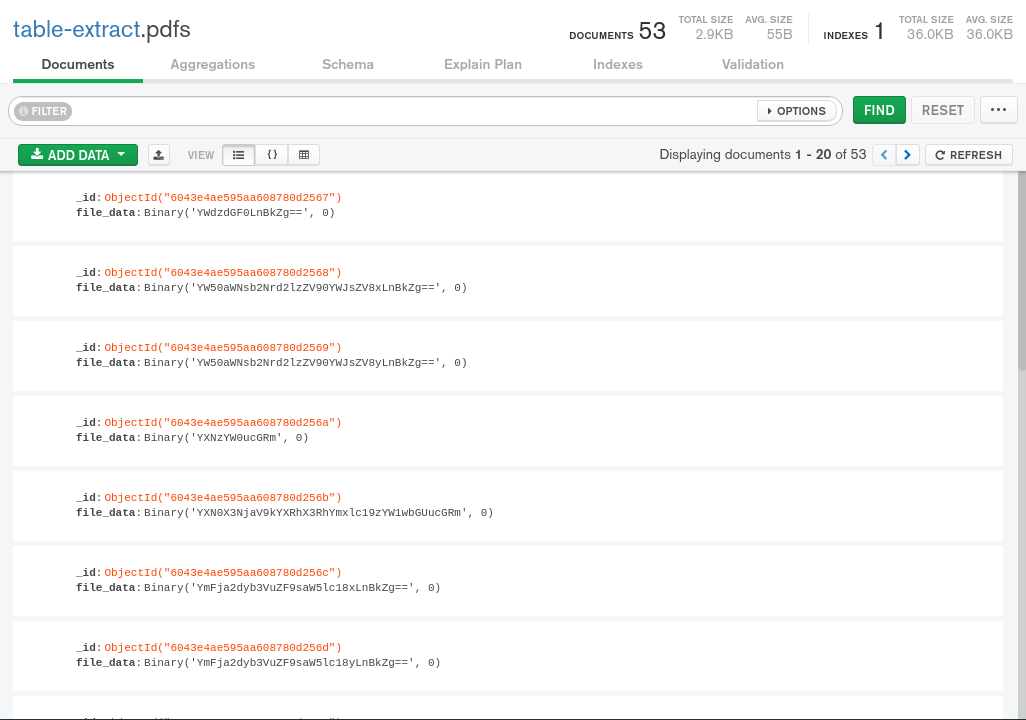 table-extract.pdfs
DOCUMENTS 53 TOTAL SIZE 2.9KB AVG. SIZE 55B INDEXES 1 TOTAL SIZE 36.0KB AVG. SIZE 36.0KB
Documents Aggregations Schema Explain Plan Indexes Validation
FILTER OPTIONS FIND RESET ...
ADD DATA VIEW {} Displaying documents 1 - 20 of 53 < > REFRESH
_id: ObjectId("6043e4ae595aa608780d2567")
file_data: Binary('YWdzdGF0LnBkZg==', 0)
_id: ObjectId("6043e4ae595aa608780d2568")
file_data: Binary('YW50aWNsb2Nrd2lzZV90YWJsZV8xLnBkZg==', 0)
_id: ObjectId("6043e4ae595aa608780d2569")
file_data: Binary('YW50aWNsb2Nrd2lzZV90YWJsZV8yLnBkZg==', 0)
_id: ObjectId("6043e4ae595aa608780d256a")
file_data: Binary('YXNzYW0ucGRm', 0)
_id: ObjectId("6043e4ae595aa608780d256b")
file_data: Binary('YXN0X3NjaV9kYXRhX3RhYmxlc19zYW1wbGUucGRm', 0)
_id: ObjectId("6043e4ae595aa608780d256c")
file_data: Binary('YmFja2dyb3VuZF9saW5lc18xLnBkZg==', 0)
_id: ObjectId("6043e4ae595aa608780d256d")
file_data: Binary('YmFja2dyb3VuZF9saW5lc18yLnBkZg==', 0)